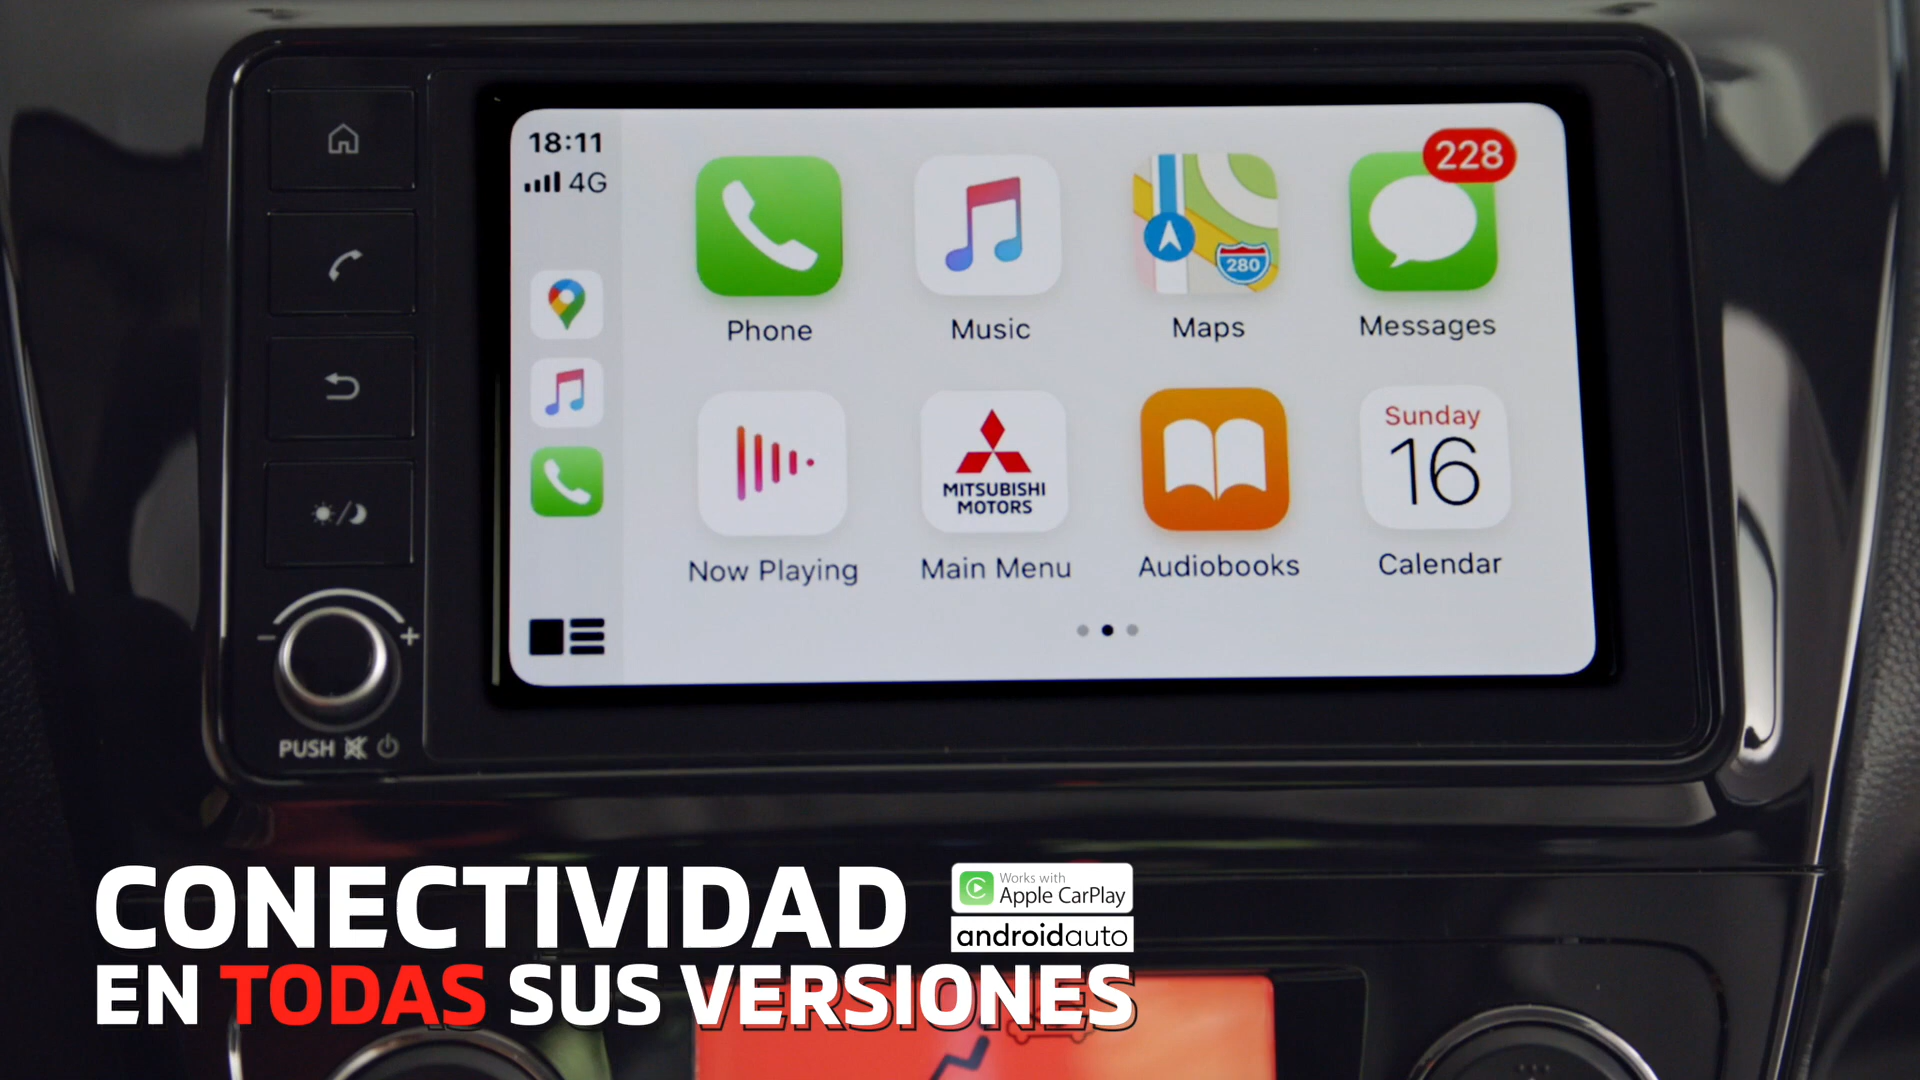 18:11
4G
228
280
Phone
Music
Maps
Messages
MITSUBISHI
MOTORS
Sunday
16
Now Playing
Main Menu
Audiobooks
Calendar
- +
PUSH
CONECTIVIDAD
Works with
Apple CarPlay
androidauto
EN TODAS SUS VERSIONES